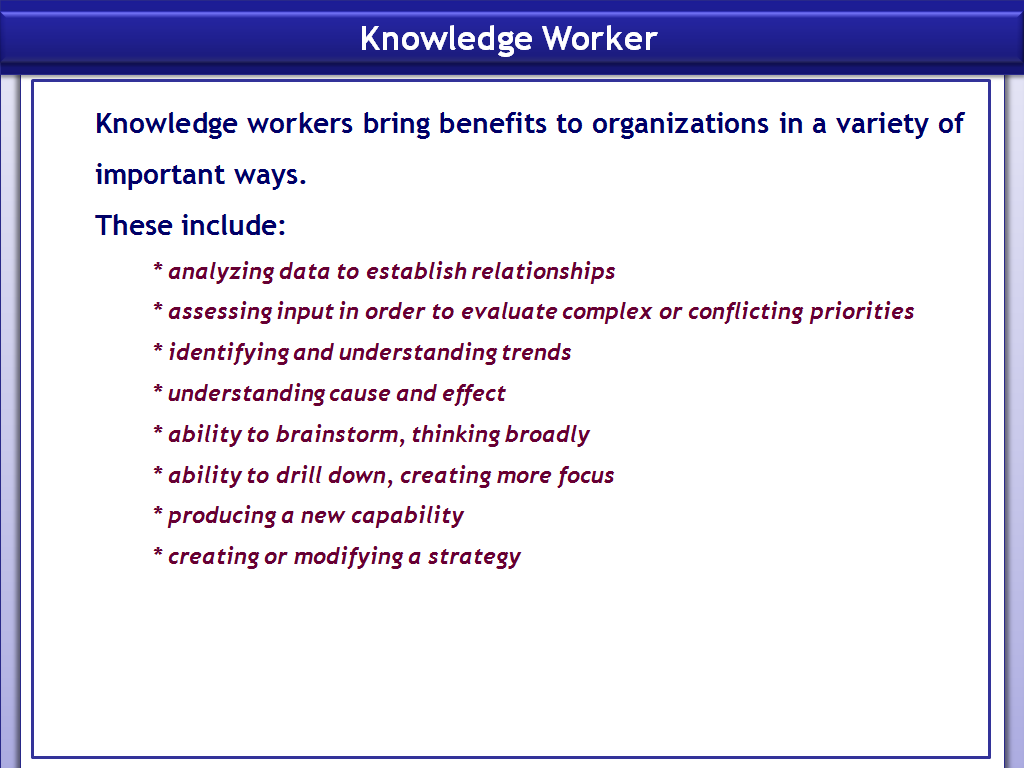 Knowledge Worker
Knowledge workers bring benefits to organizations in a variety of
important ways.
These include:
* analyzing data to establish relationships
* assessing input in order to evaluate complex or conflicting priorities
* identifying and understanding trends
* understanding cause and effect
* ability to brainstorm, thinking broadly
* ability to drill down, creating more focus
* producing a new capability
* creating or modifying a strategy